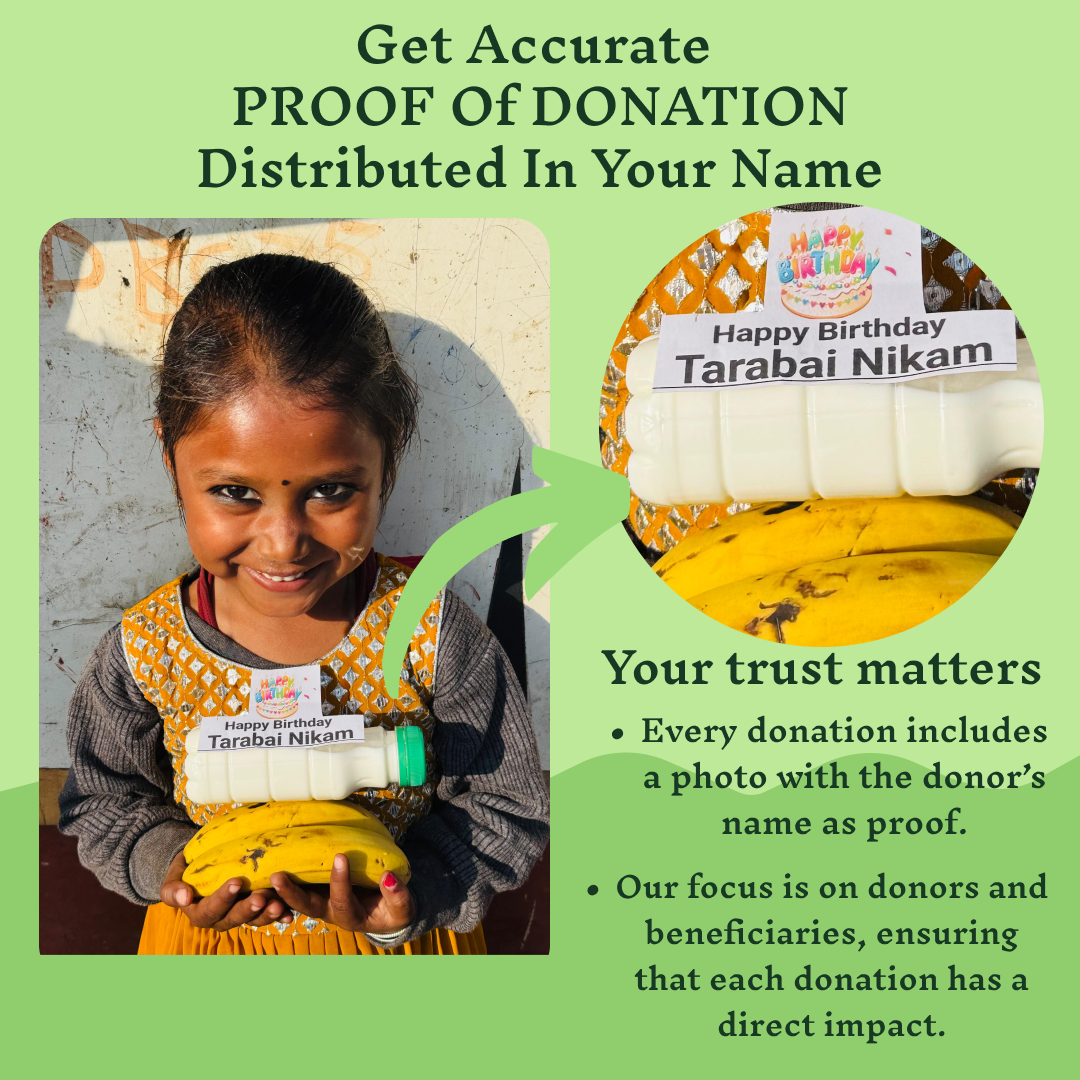 Get Accurate
PROOF Of DONATION
Distributed In Your Name
HAPPY
BIRTHDAY
Happy Birthday
Tarabai Nikam
HAPPY
BIRTHDAY
Happy Birthday
Tarabai Nikam
Your trust matters
• Every donation includes
a photo with the donor’s
name as proof.
• Our focus is on donors and
beneficiaries, ensuring
that each donation has a
direct impact.